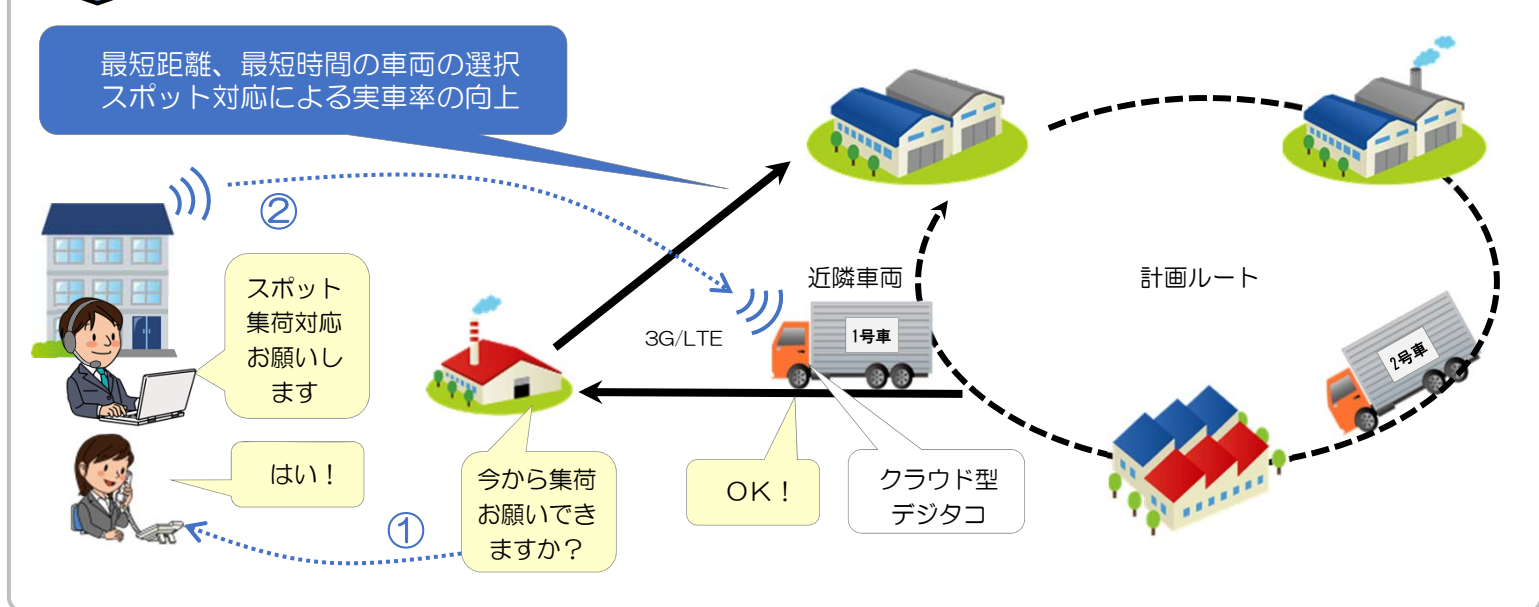 最短距離、最短時間の車両の選択
スポット対応による実車率の向上
②
スポット
集荷対応
お願いし
ます
はい！
①
今から集荷
お願いでき
ますか？
3G/LTE
近隣車両
1号車
OK！
クラウド型
デジタコ
計画ルート
2号車